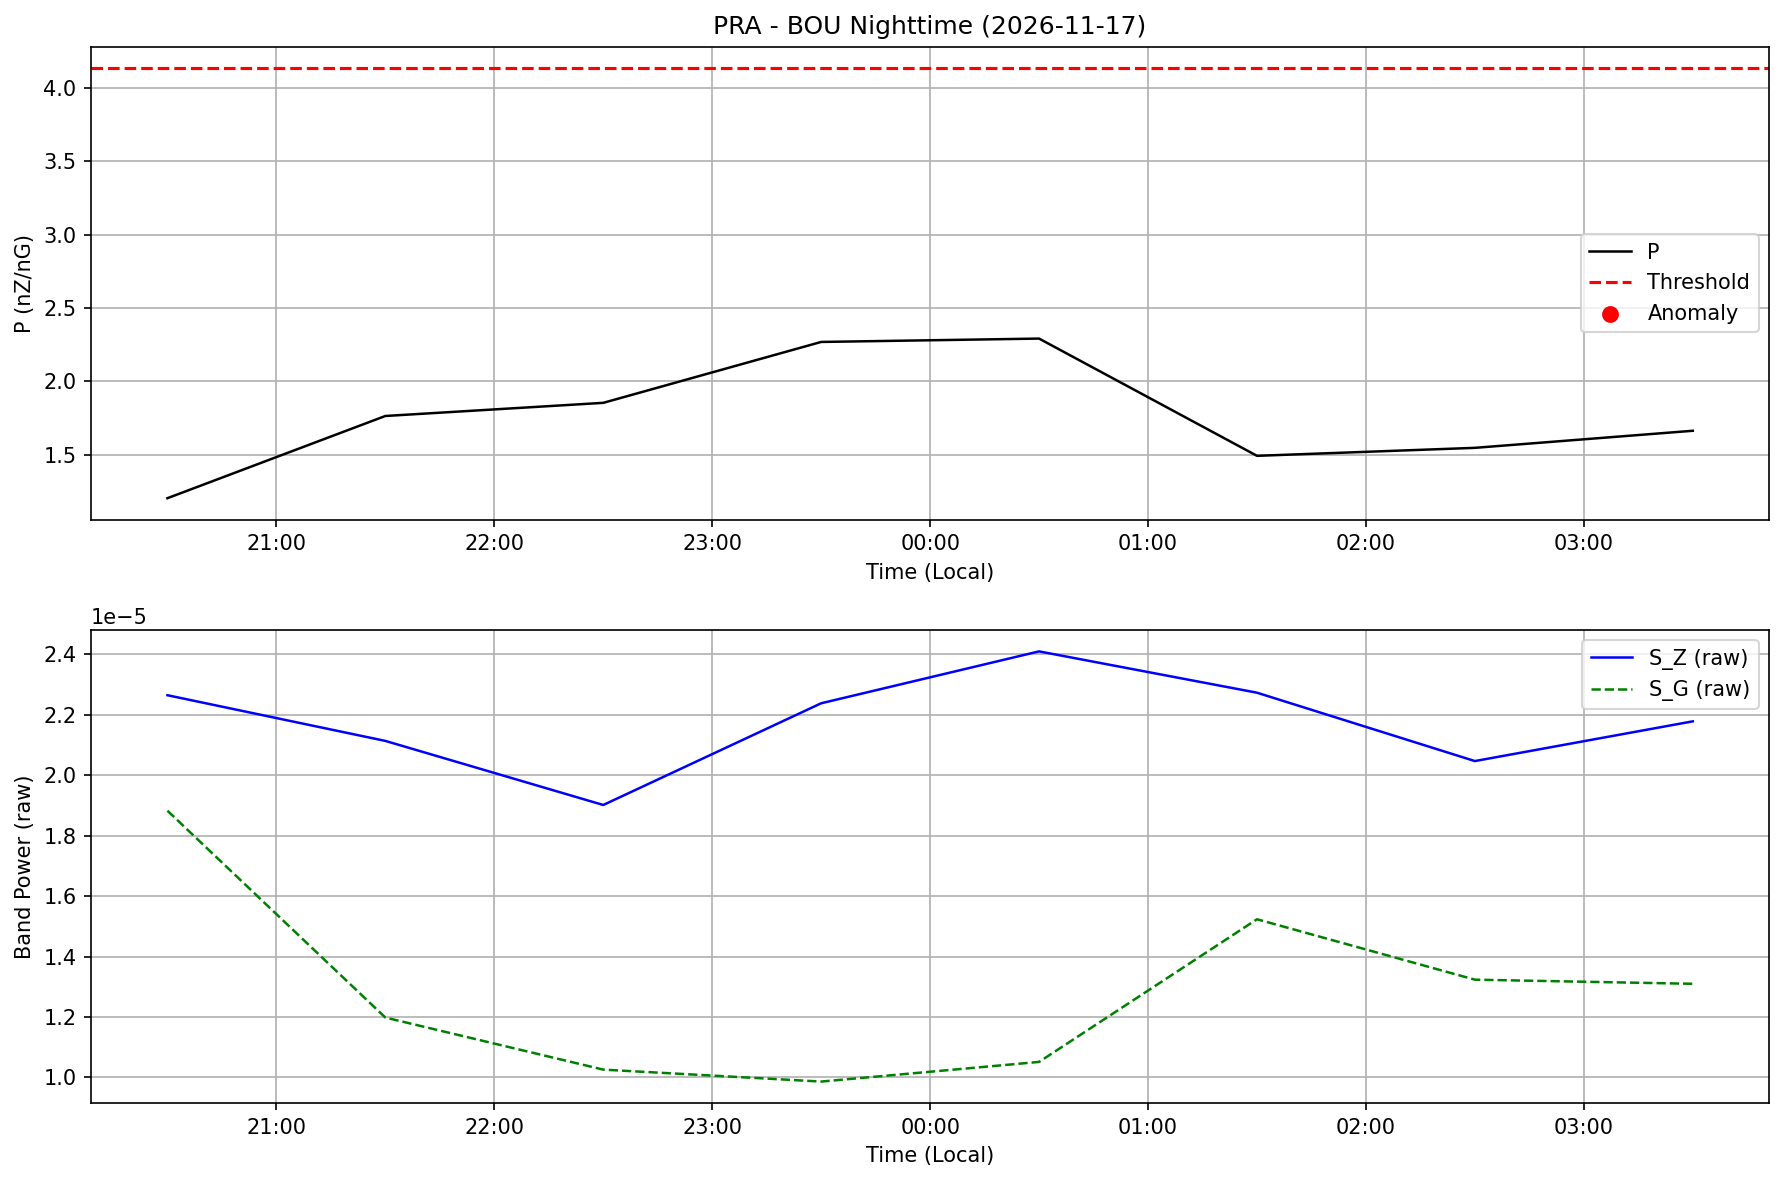 PRA - BOU Nighttime (2026-11-17)
P (nZ/nG)
4.0
3.5
3.0
2.5
2.0
1.5
P
Threshold
Anomaly
21:00 22:00 23:00 00:00 01:00 02:00 03:00
Time (Local)
1e−5
Band Power (raw)
2.4
2.2
2.0
1.8
1.6
1.4
1.2
1.0
S_Z (raw)
S_G (raw)
21:00 22:00 23:00 00:00 01:00 02:00 03:00
Time (Local)